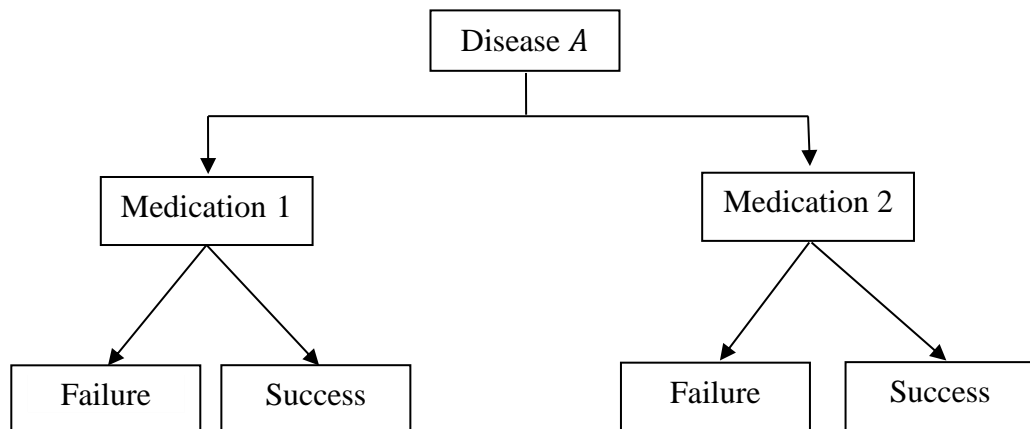 Disease A
Medication 1
Medication 2
Failure
Success
Failure
Success